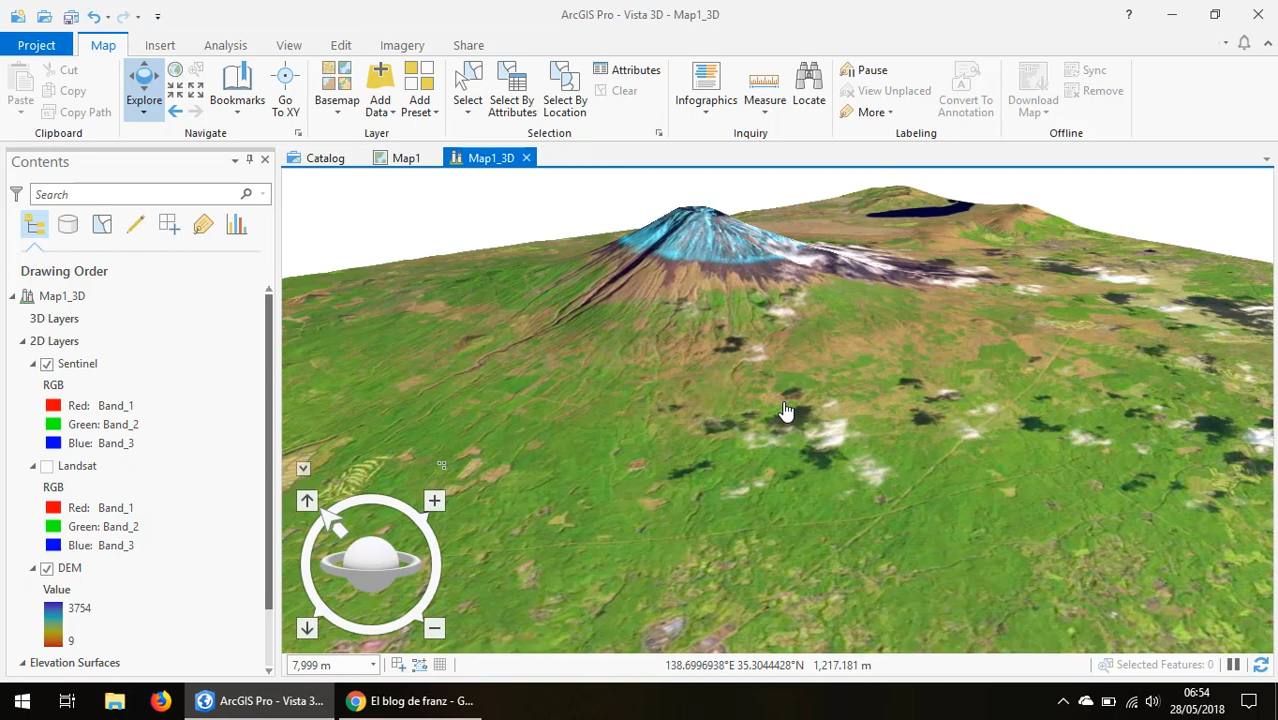 ArcGIS Pro - Vista 3D - Map1_3D
Project Map Insert Analysis View Edit Imagery Share
Paste
Cut
Copy
Copy Path
Clipboard
Explore
Bookmarks
Go
To XY
Navigate
Basemap
Add
Data
Add
Preset
Layer
Select
Select By
Attributes
Select By
Location
Attributes
Clear
Selection
Infographics
Measure
Locate
Inquiry
Pause
View Unplaced
More
Convert To
Annotation
Labeling
Download
Map
Sync
Remove
Offline
Contents
Search
Drawing Order
Map1_3D
3D Layers
2D Layers
Sentinel
RGB
Red: Band_1
Green: Band_2
Blue: Band_3
Landsat
RGB
Red: Band_1
Green: Band_2
Blue: Band_3
DEM
Value
3754
9
Elevation Surfaces
Catalog Map1 Map1_3D
7,999 m
138.6996938°E 35.3044428°N 1,217.181 m
Selected Features: 0
ArcGIS Pro - Vista 3...
El blog de franz - G...
06:54
28/05/2018